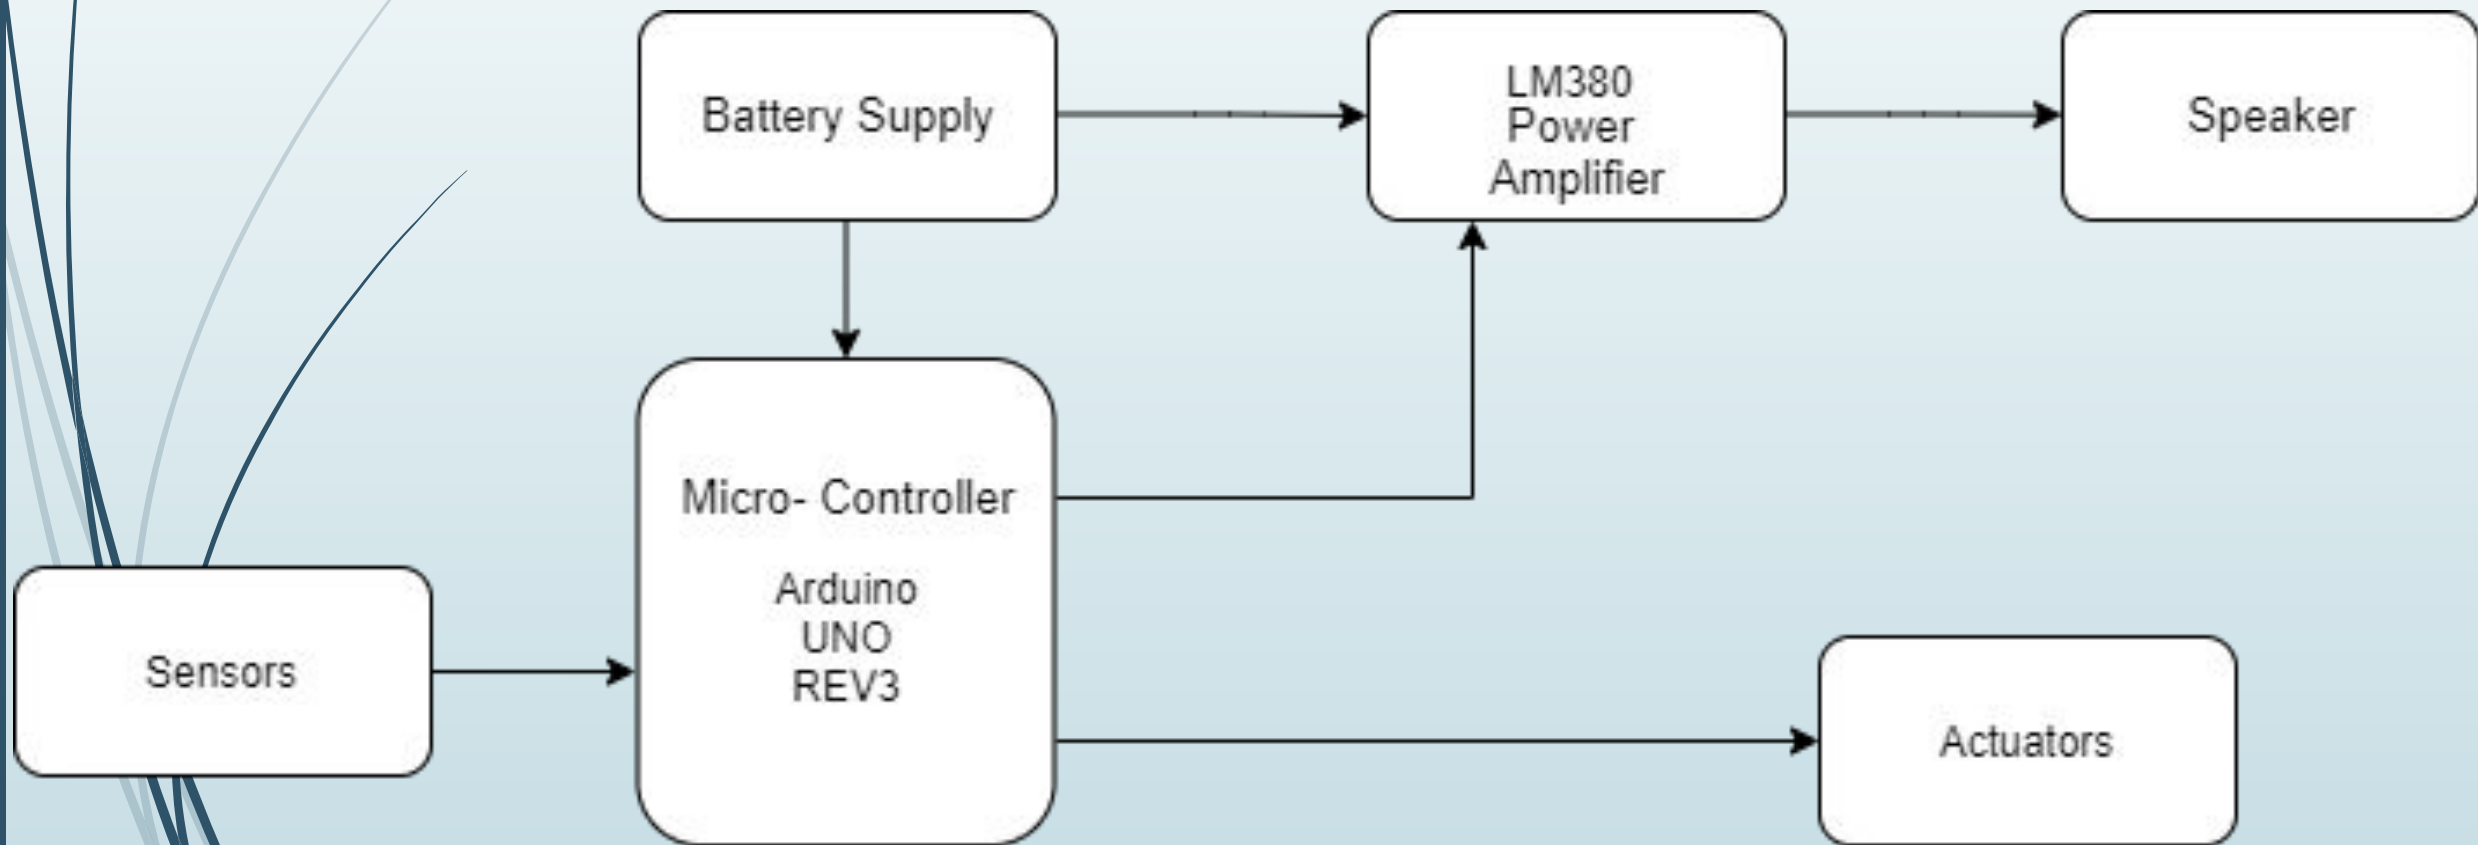 Battery Supply
LM380
Power
Amplifier
Speaker
Micro- Controller
Arduino
UNO
REV3
Sensors
Actuators